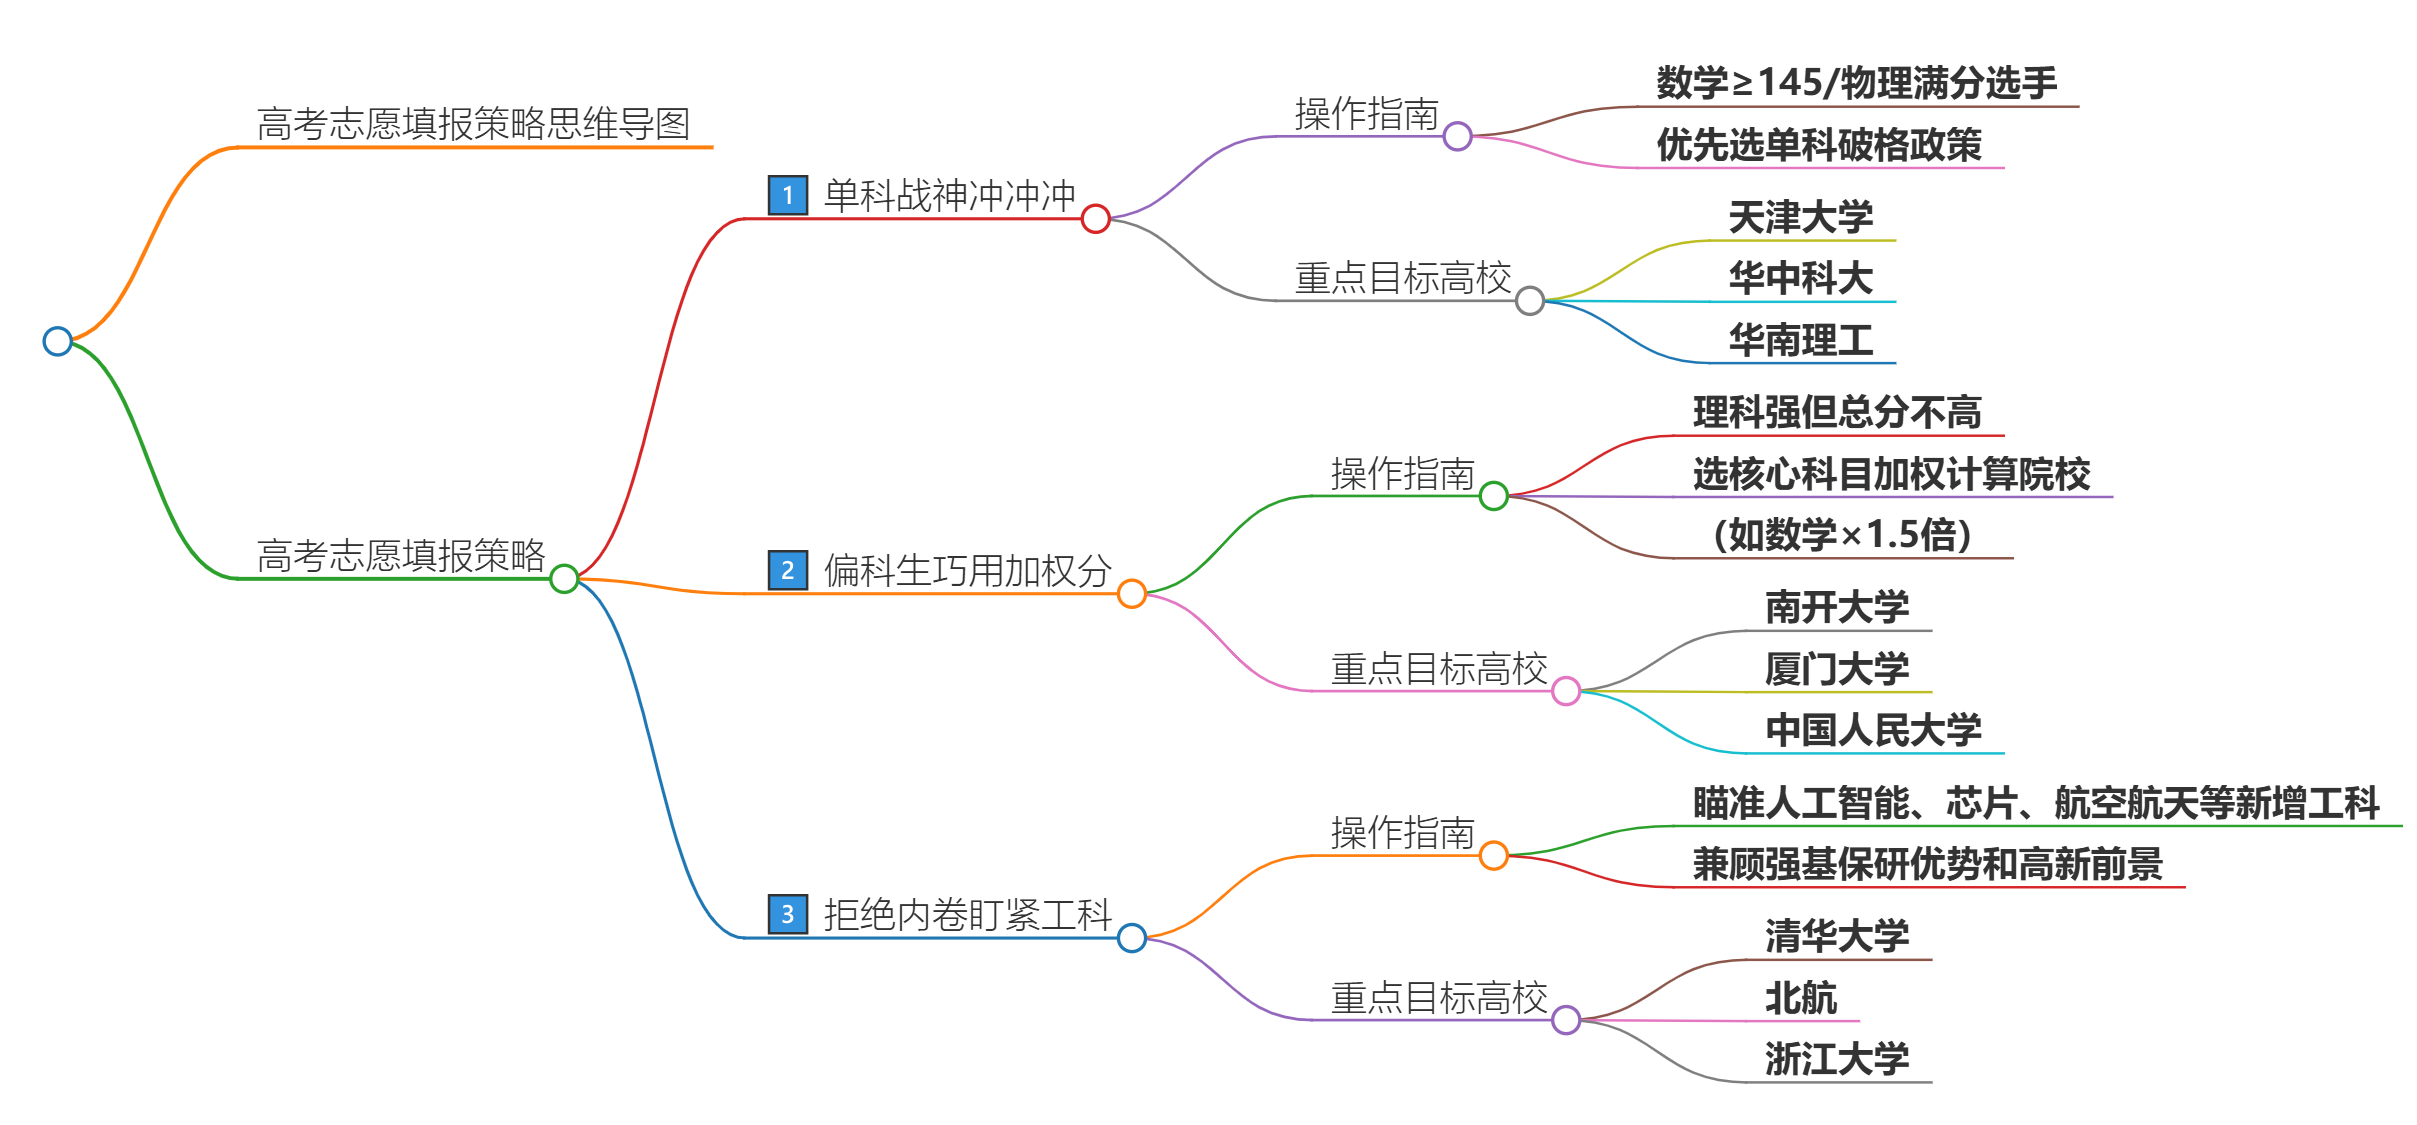 高考志愿填报策略思维导图
高考志愿填报策略
1 单科战神冲冲冲
操作指南
数学≥145/物理满分选手
优先选单科破格政策
重点目标高校
天津大学
华中科大
华南理工
2 偏科生巧用加权分
操作指南
理科强但总分不高
选核心科目加权计算院校
（如数学×1.5倍）
重点目标高校
南开大学
厦门大学
中国人民大学
3 拒绝内卷盯紧工科
操作指南
瞄准人工智能、芯片、航空航天等新增工科
兼顾强基保研优势和高新前景
重点目标高校
清华大学
北航
浙江大学